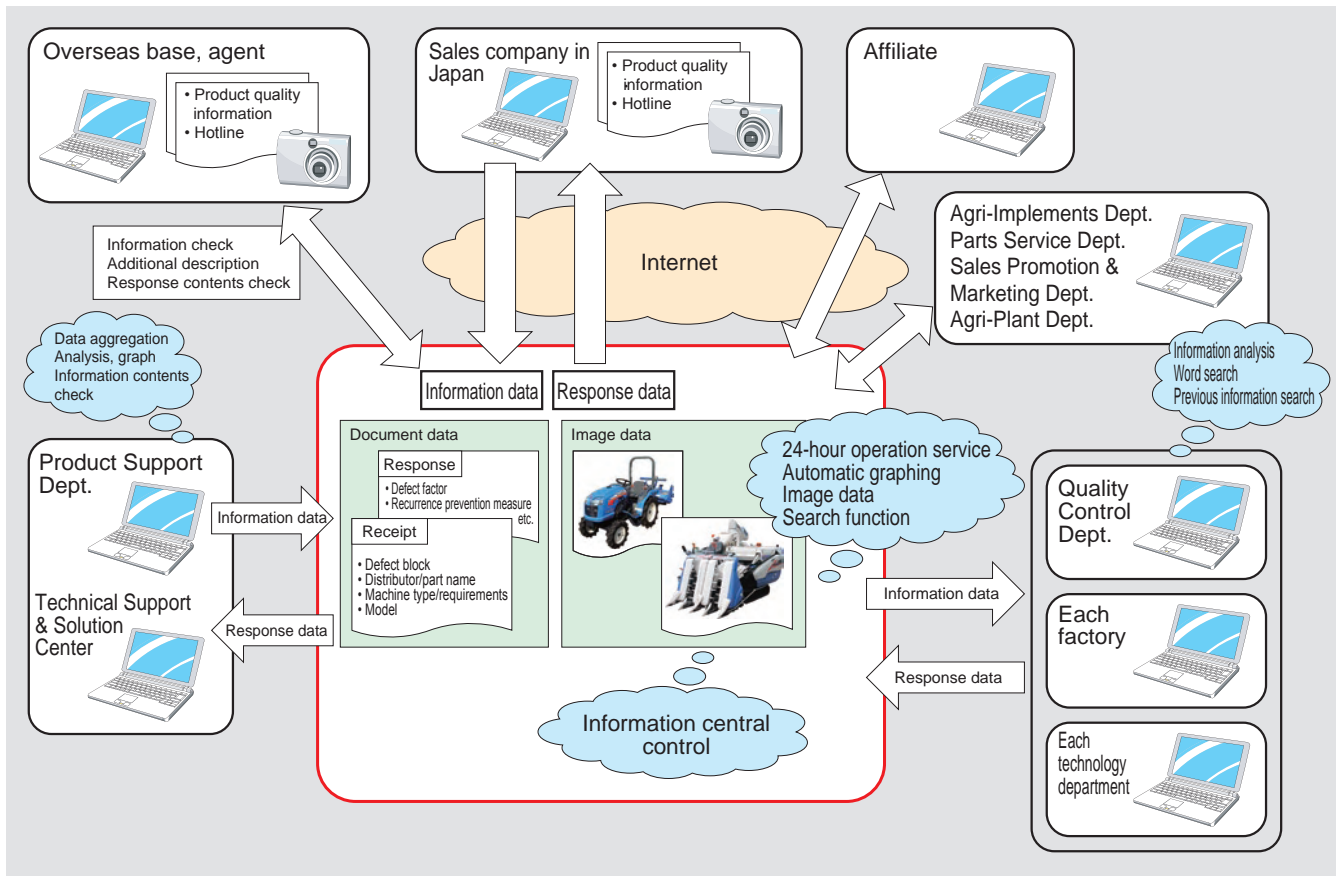 Overseas base, agent
• Product quality
information
• Hotline
Sales company in
Japan
• Product quality
information
• Hotline
Affiliate
Agri-Implements Dept.
Parts Service Dept.
Sales Promotion &
Marketing Dept.
Agri-Plant Dept.
Information check
Additional description
Response contents check
Internet
Data aggregation
Analysis, graph
Information contents
check
Information analysis
Word search
Previous information search
Information data
Response data
Document data
Response
• Defect factor
• Recurrence prevention measure
etc.
Receipt
• Defect block
• Distributor/part name
• Machine type/requirements
• Model
Image data
24-hour operation service
Automatic graphing
Image data
Search function
Product Support
Dept.
Technical Support
& Solution
Center
Information data
Response data
Information data
Response data
Quality
Control
Dept.
Each
factory
Each
technology
department
Information central
control